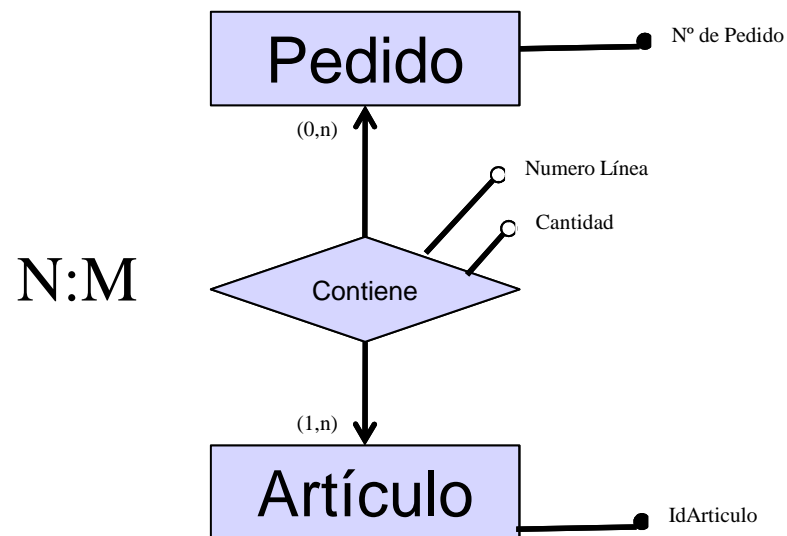 Pedido
Nº de Pedido
(0,n)
Numero Línea
Cantidad
N:M
Contiene
(1,n)
Artículo
IdArticulo